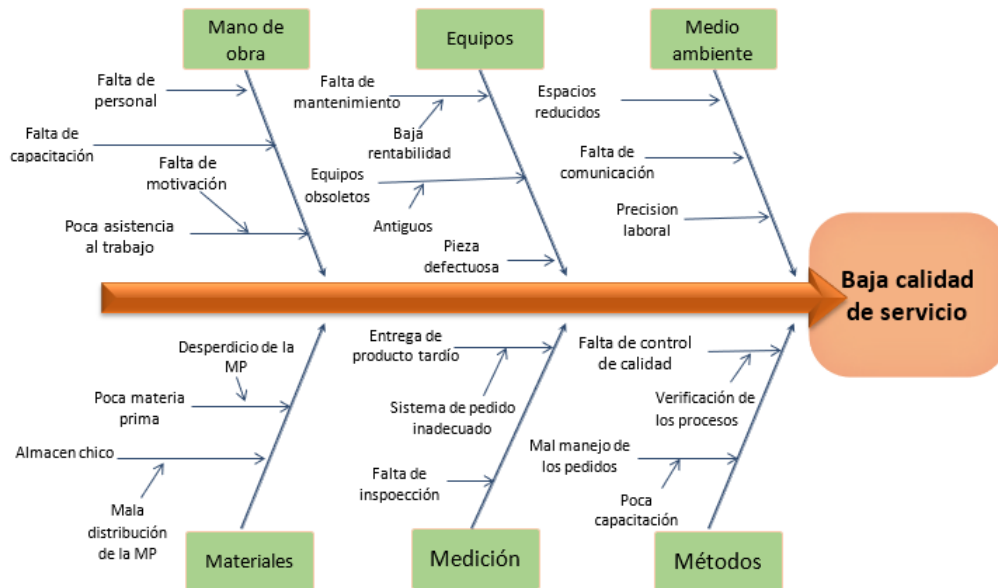 Mano de
obra
Equipos
Medio
ambiente
Falta de
personal
Falta de
capacitación
Falta de
motivación
Poca asistencia
al trabajo
Falta de
mantenimiento
Baja
rentabilidad
Equipos
obsoletos
Antiguos
Pieza
defectuosa
Espacios
reducidos
Falta de
comunicación
Precision
laboral
Baja calidad
de servicio
Desperdicio de la
MP
Poca materia
prima
Almacen chico
Mala
distribución
de la MP
Entrega de
producto tardío
Sistema de pedido
inadecuado
Falta de
inspoección
Falta de control
de calidad
Verificación de
los procesos
Mal manejo de
los pedidos
Poca
capacitación
Materiales
Medición
Métodos